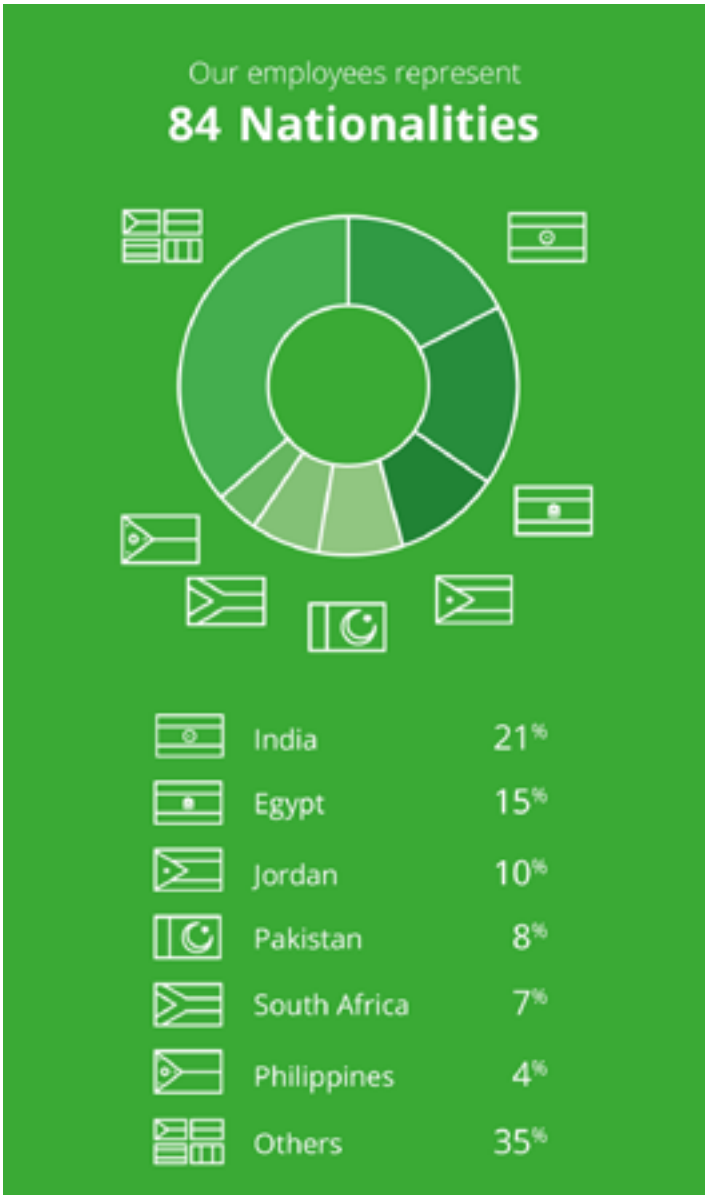 Our employees represent
84 Nationalities
India 21%
Egypt 15%
Jordan 10%
Pakistan 8%
South Africa 7%
Philippines 4%
Others 35%